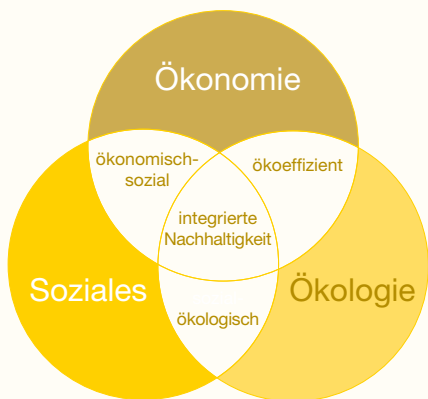 Ökonomie
ökonomisch-
sozial
ökoeffizient
integrierte
Nachhaltigkeit
Soziales
Ökologie
ökologisch